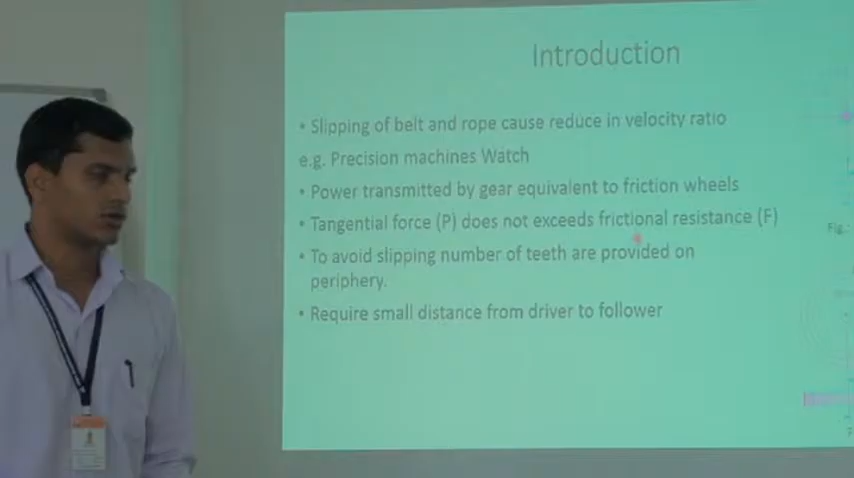 Introduction
• Slipping of belt and rope cause reduce in velocity ratio
e.g. Precision machines Watch
• Power transmitted by gear equivalent to friction wheels
• Tangential force (P) does not exceeds frictional resistance (F)
• To avoid slipping number of teeth are provided on
periphery.
• Require small distance from driver to follower
Fig.: